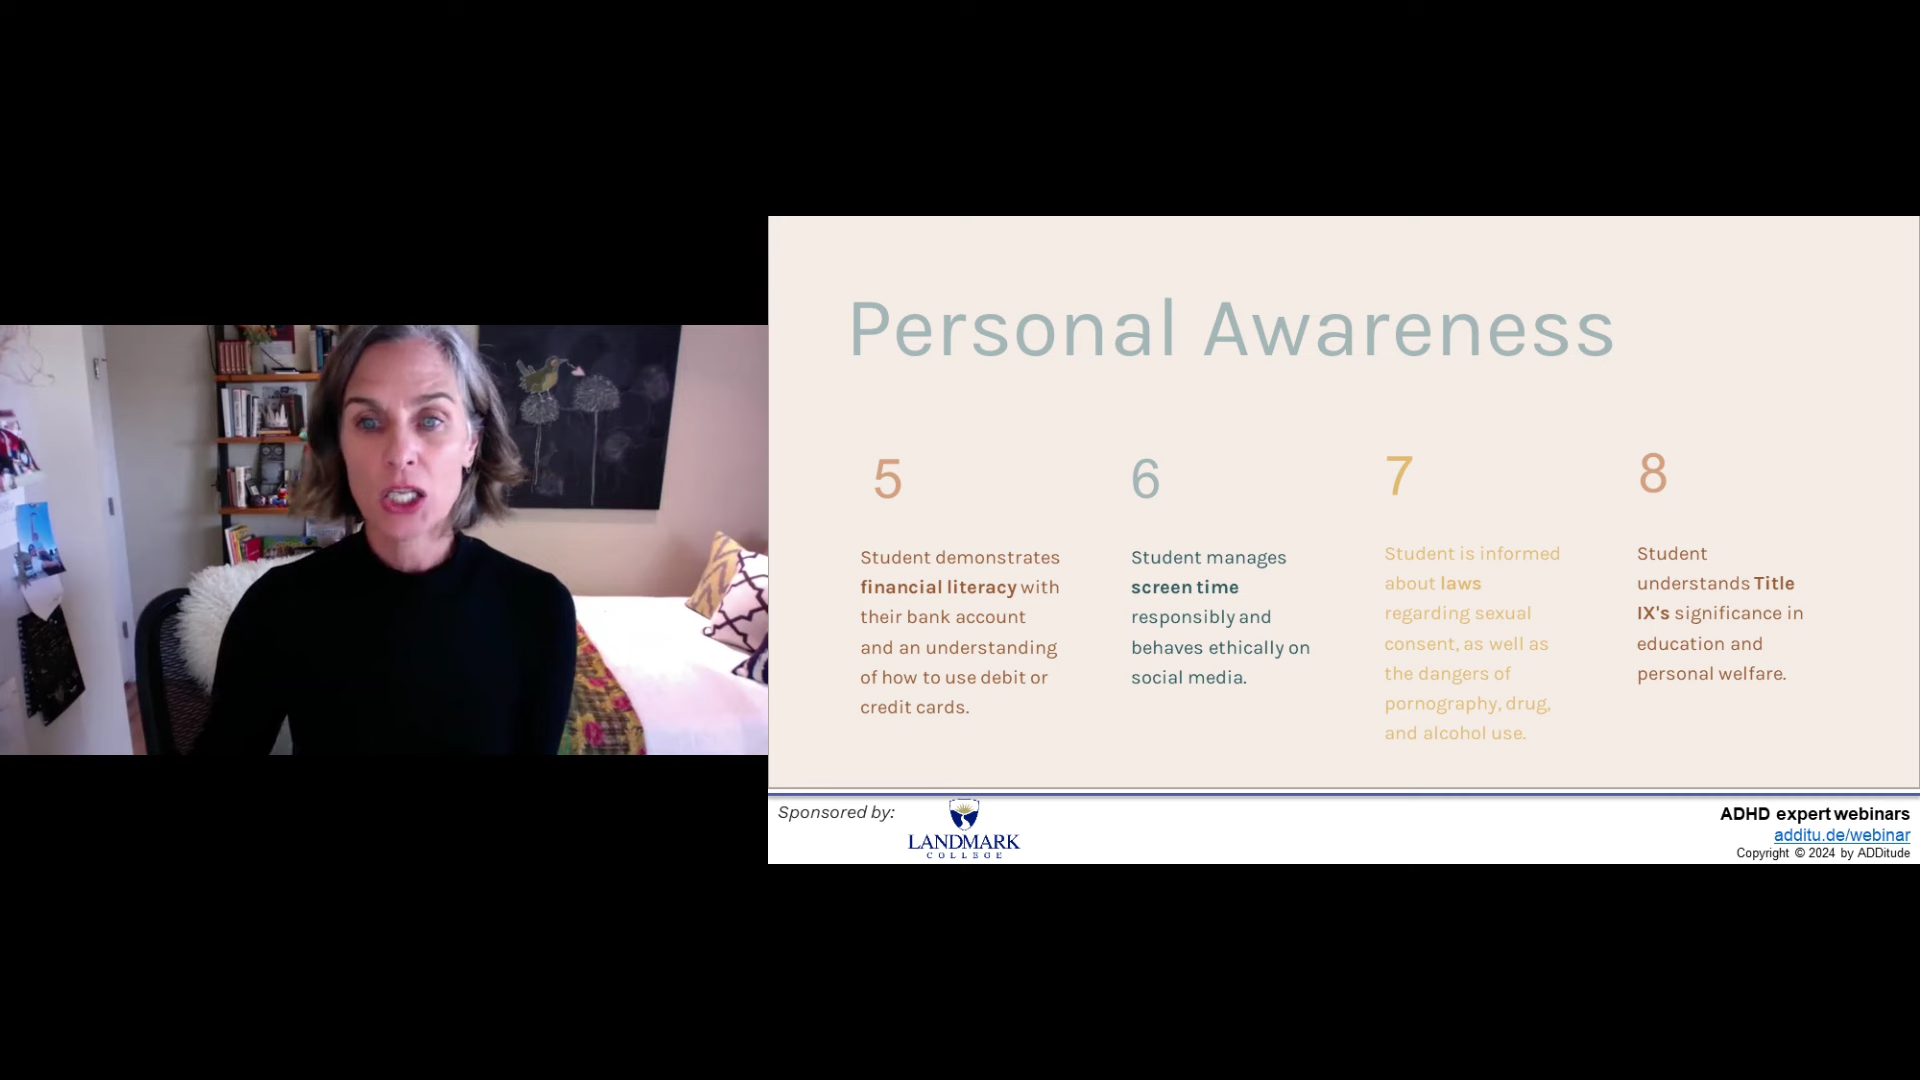 Personal Awareness
5
Student demonstrates
financial literacy with
their bank account
and an understanding
of how to use debit or
credit cards.
6
Student manages
screen time
responsibly and
behaves ethically on
social media.
7
Student is informed
about laws
regarding sexual
consent, as well as
the dangers of
pornography, drug,
and alcohol use.
8
Student
understands Title
IX's significance in
education and
personal welfare.
Sponsored by:
LANDMARK
COLLEGE
ADHD expert webinars
additu.de/webinar
Copyright © 2024 by ADDitude